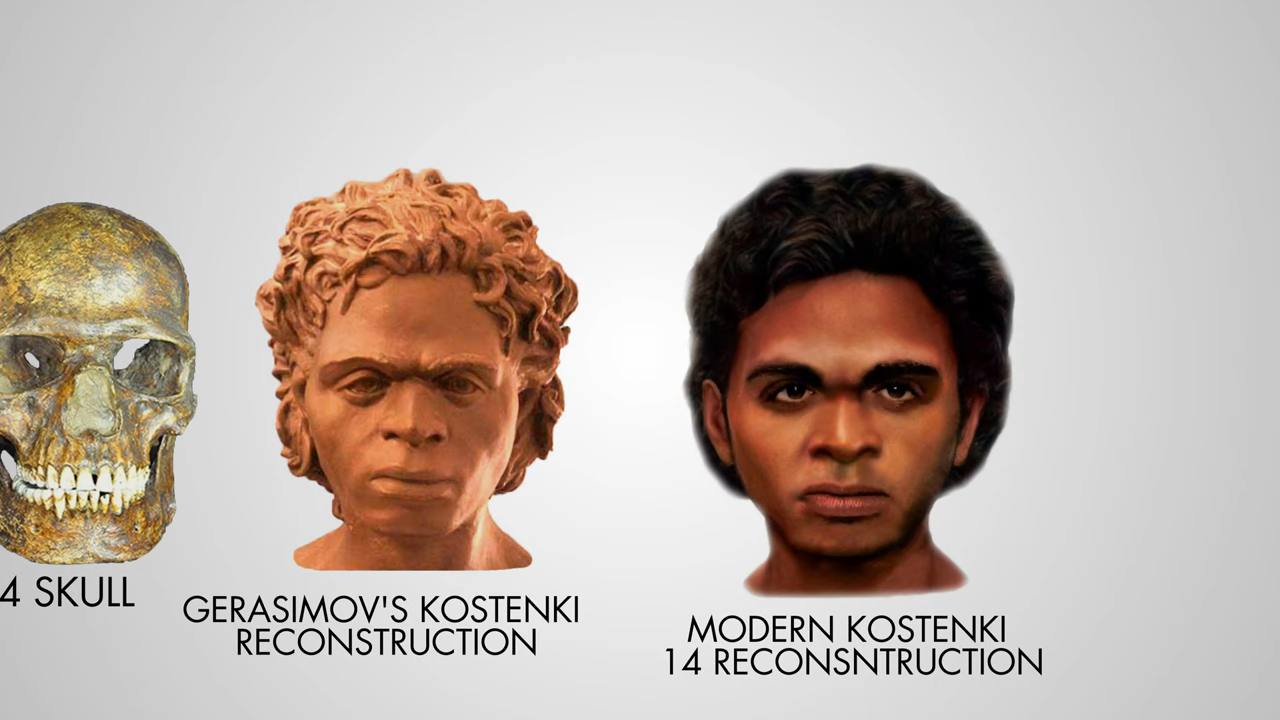 4 SKULL
GERASIMOV'S KOSTENKI
RECONSTRUCTION
MODERN KOSTENKI
14 RECONSNTRUCTION